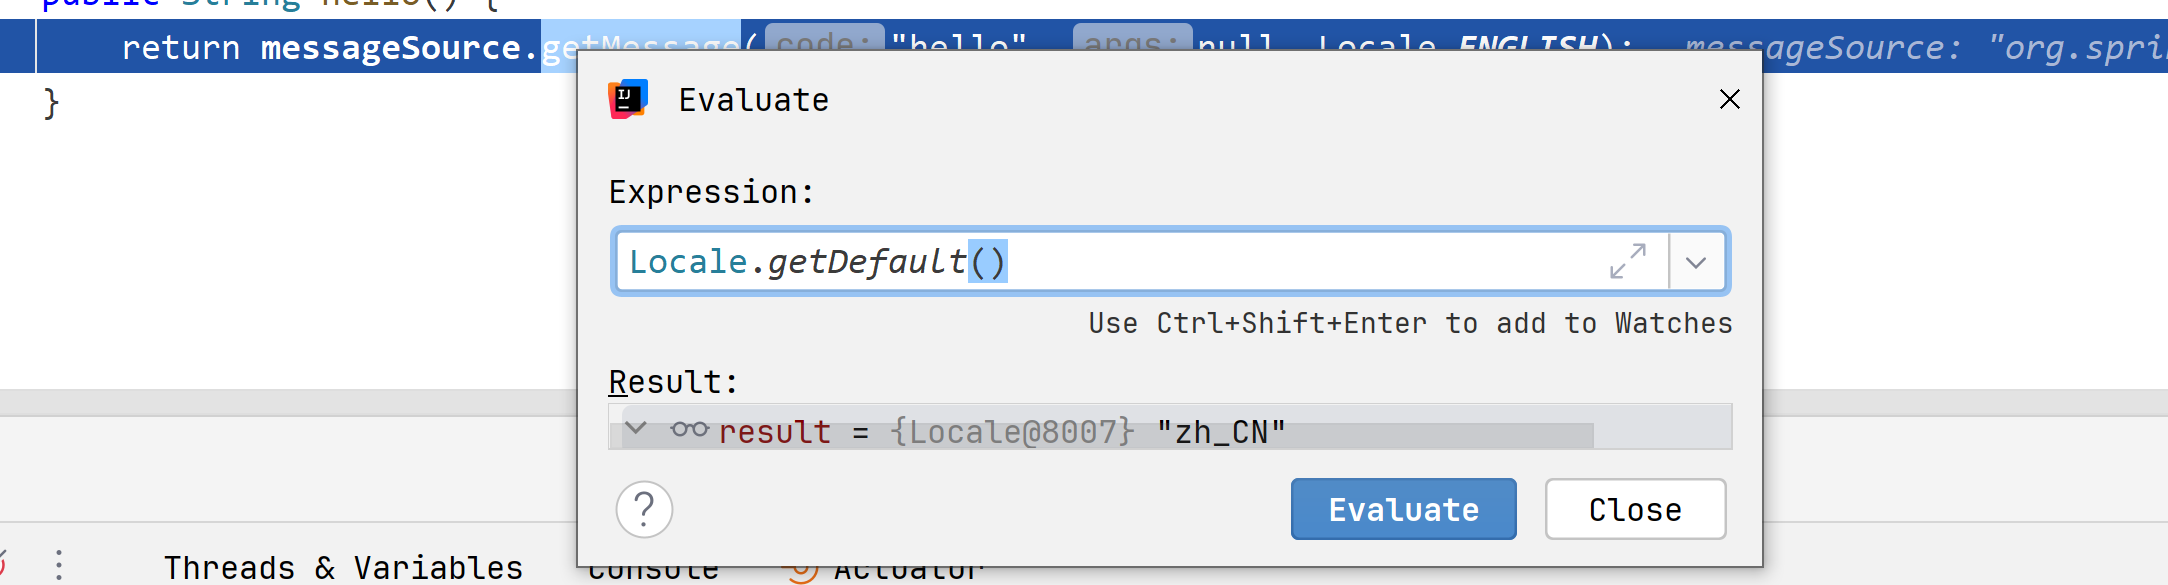 public String hello() {
return messageSource.getMessage( code: "hello", args: null, Locale.ENGLISH); messageSource: "org.spri
}
IJ
Evaluate
Expression:
Locale.getDefault()
Use Ctrl+Shift+Enter to add to Watches
Result:
result = {Locale@8007} "zh_CN"
?
Evaluate
Close
Threads & Variables
Console
Actuator